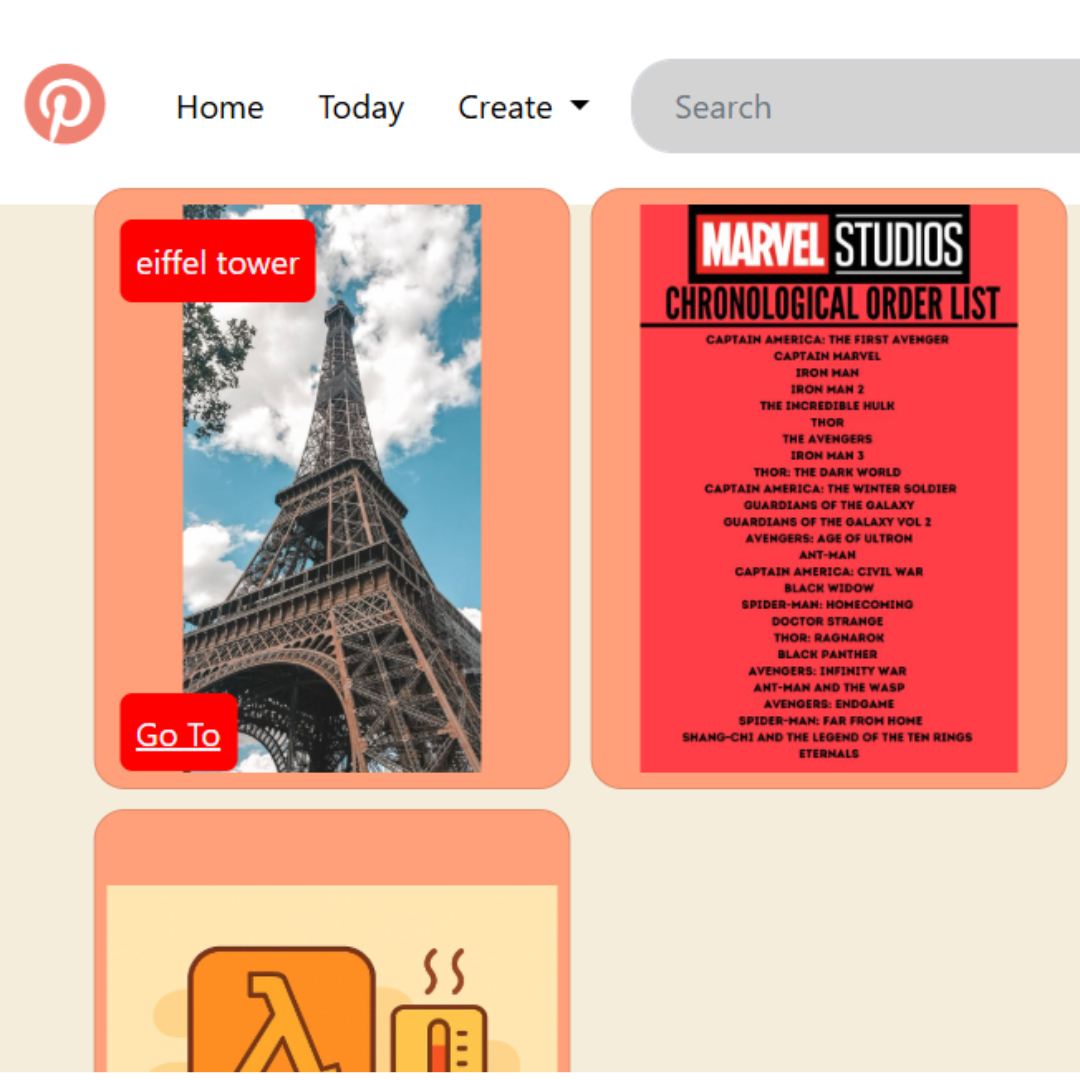 Home Today Create Search
eiffel tower
Go To
MARVEL STUDIOS
CHRONOLOGICAL ORDER LIST
CAPTAIN AMERICA: THE FIRST AVENGER
CAPTAIN MARVEL
IRON MAN
IRON MAN 2
THE INCREDIBLE HULK
THOR
THE AVENGERS
IRON MAN 3
THOR: THE DARK WORLD
CAPTAIN AMERICA: THE WINTER SOLDIER
GUARDIANS OF THE GALAXY
GUARDIANS OF THE GALAXY VOL 2
AVENGERS: AGE OF ULTRON
ANT-MAN
CAPTAIN AMERICA: CIVIL WAR
BLACK WIDOW
SPIDER-MAN: HOMECOMING
DOCTOR STRANGE
THOR: RAGNAROK
BLACK PANTHER
AVENGERS: INFINITY WAR
ANT-MAN AND THE WASP
AVENGERS: ENDGAME
SPIDER-MAN: FAR FROM HOME
SHANG-CHI AND THE LEGEND OF THE TEN RINGS
ETERNALS
λ